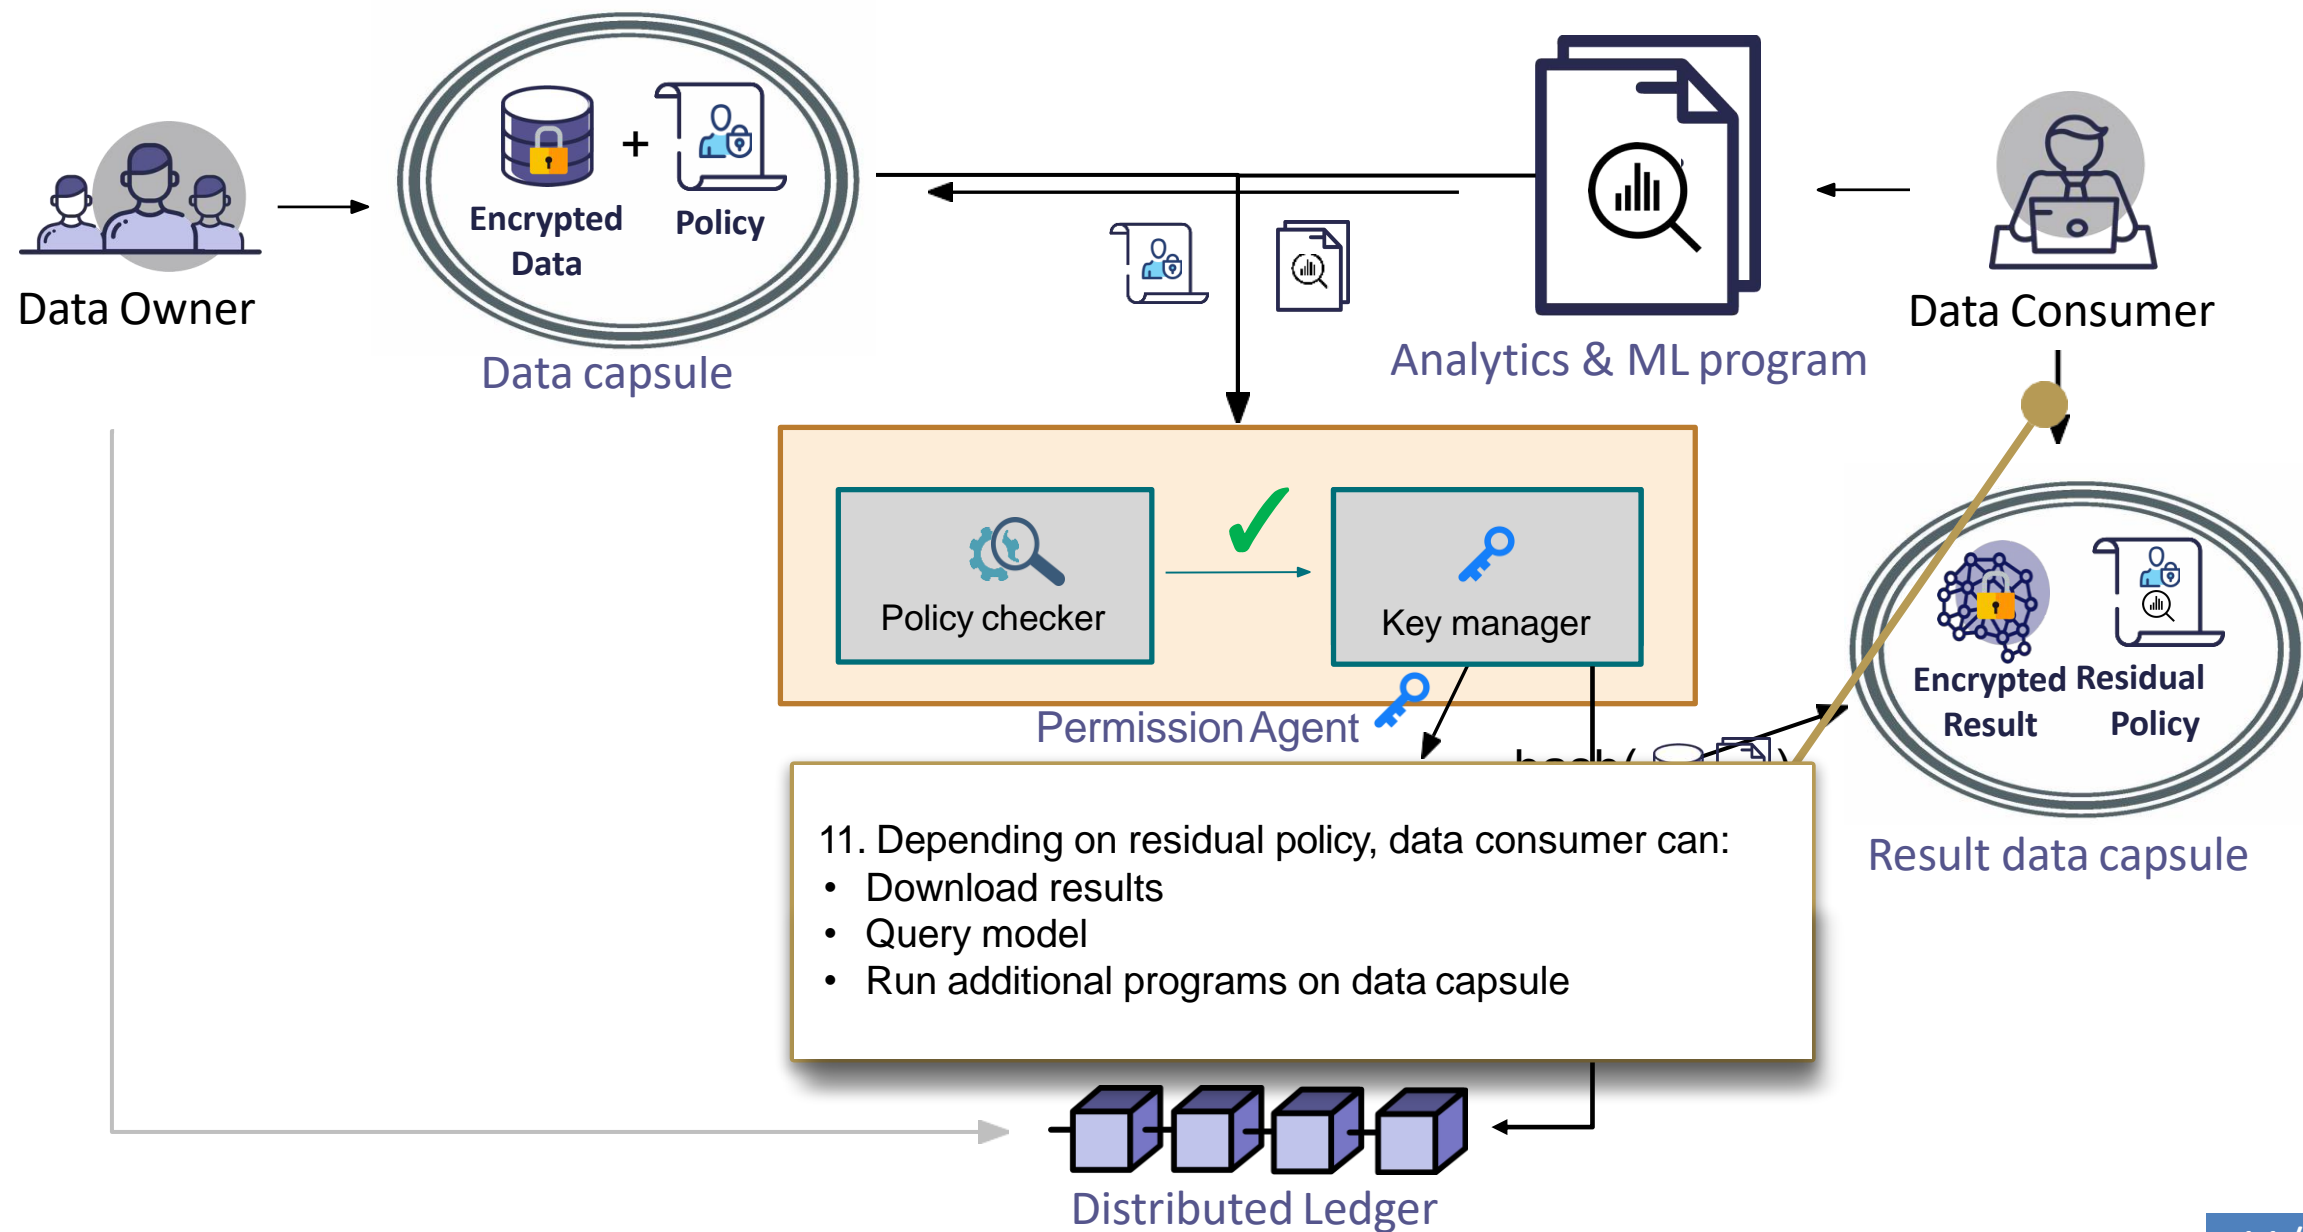 +
Encrypted
Data
Policy
Data Owner
Data capsule
Analytics & ML program
Data Consumer
Policy checker
Key manager
Permission Agent
Encrypted
Result
Residual
Policy
Result data capsule
11. Depending on residual policy, data consumer can:
• Download results
• Query model
• Run additional programs on data capsule
Distributed Ledger